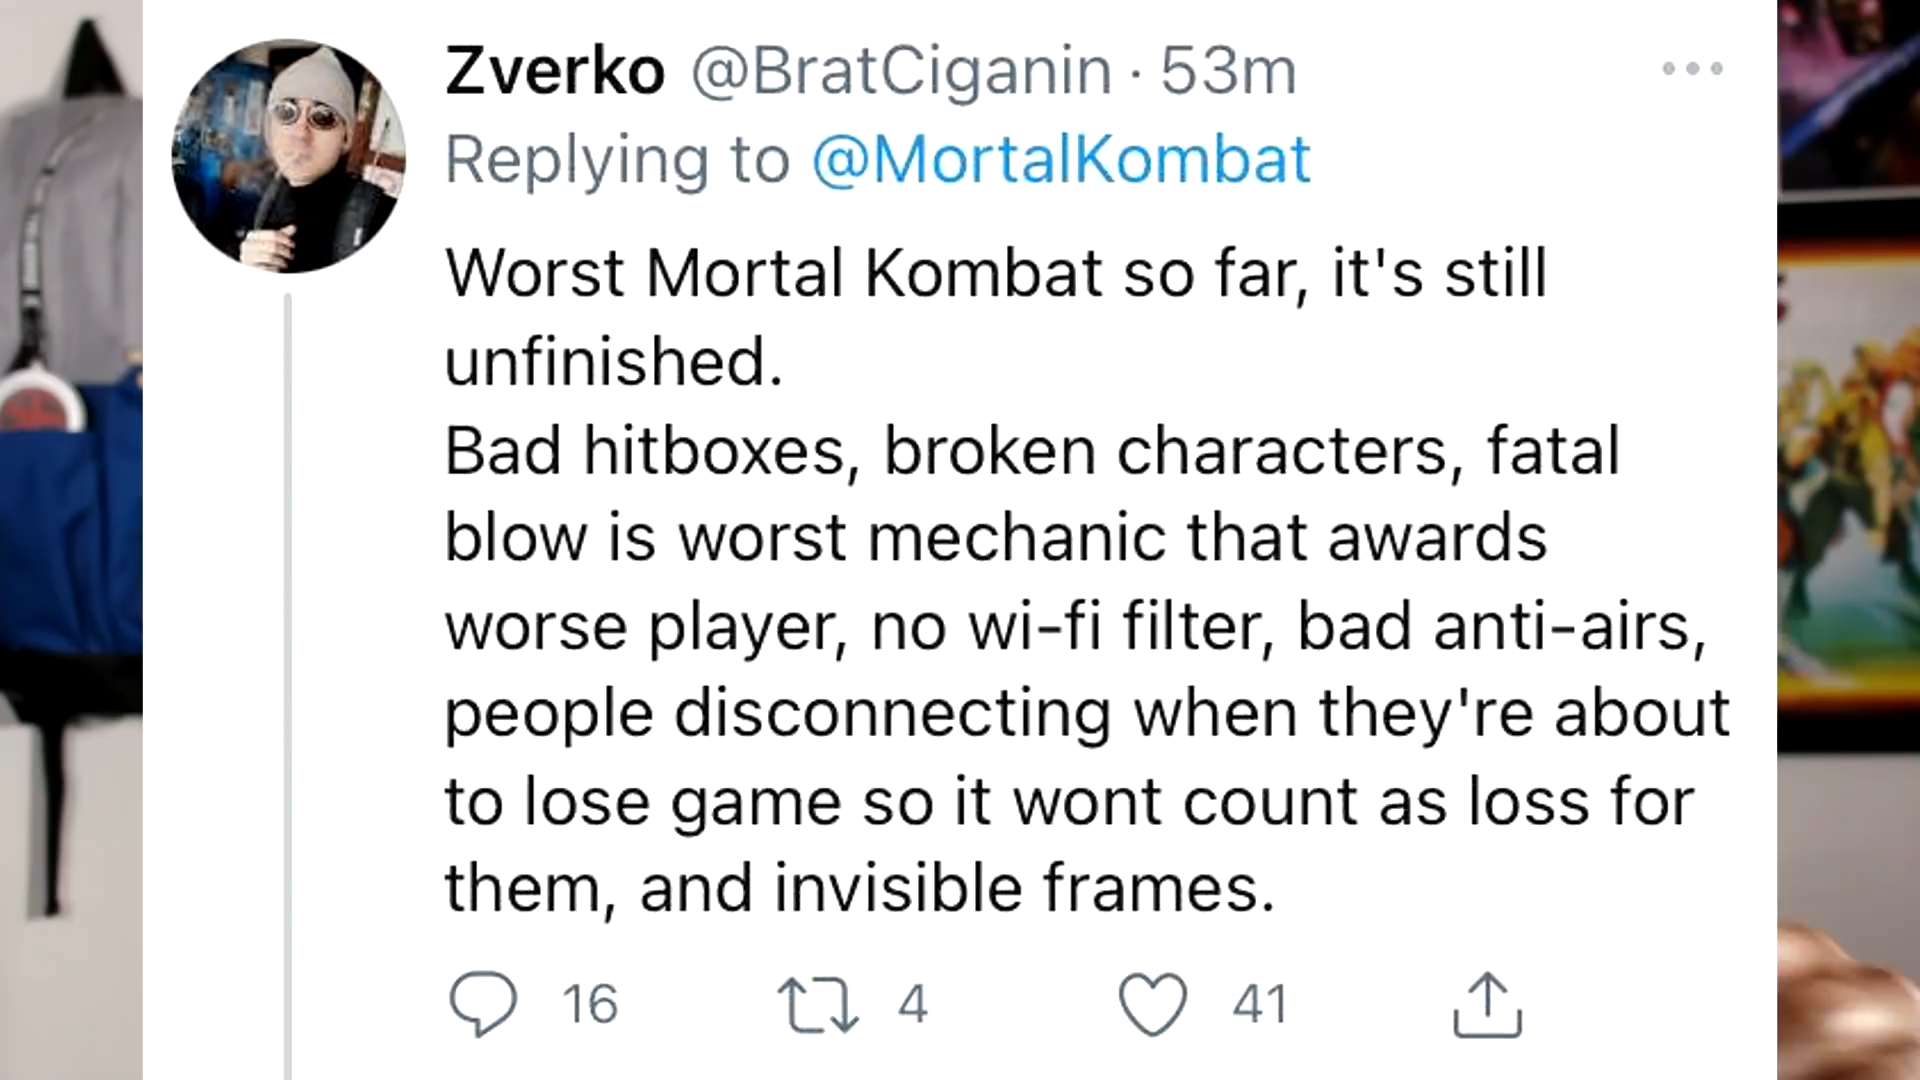 Zverko @BratCiganin · 53m
Replying to @MortalKombat
Worst Mortal Kombat so far, it's still
unfinished.
Bad hitboxes, broken characters, fatal
blow is worst mechanic that awards
worse player, no wi-fi filter, bad anti-airs,
people disconnecting when they're about
to lose game so it wont count as loss for
them, and invisible frames.
16 4 41